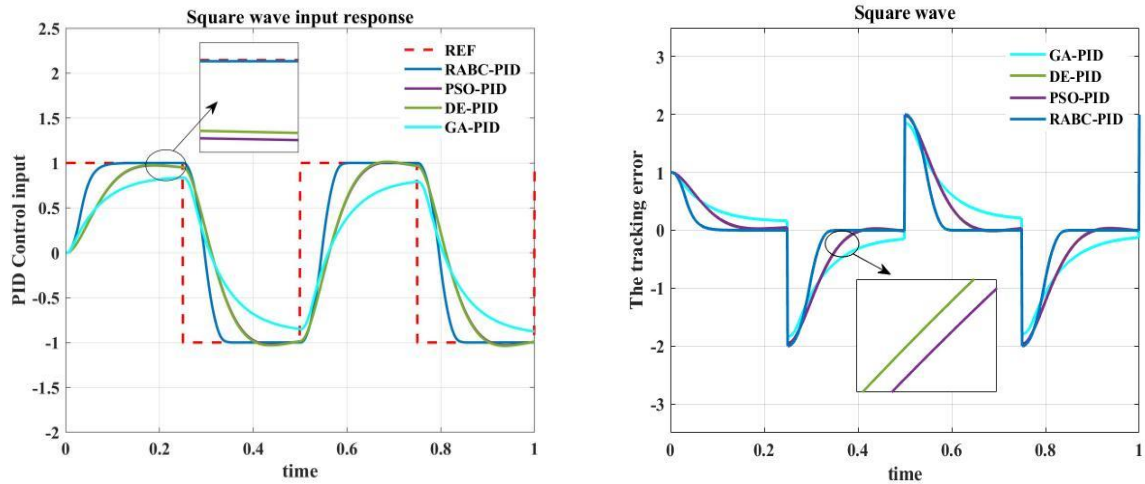 Square wave input response
2.5
2
1.5
1
0.5
0
-0.5
-1
-1.5
-2
PID Control input
REF
RABC-PID
PSO-PID
DE-PID
GA-PID
0 0.2 0.4 0.6 0.8 1
time
Square wave
3
2
1
0
-1
-2
-3
The tracking error
GA-PID
DE-PID
PSO-PID
RABC-PID
0 0.2 0.4 0.6 0.8 1
time